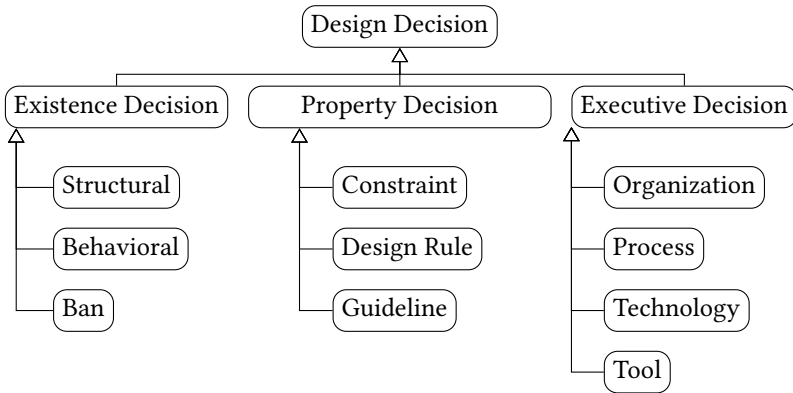 Design Decision
Existence Decision
Property Decision
Executive Decision
Structural
Constraint
Organization
Behavioral
Design Rule
Process
Ban
Guideline
Technology
Tool